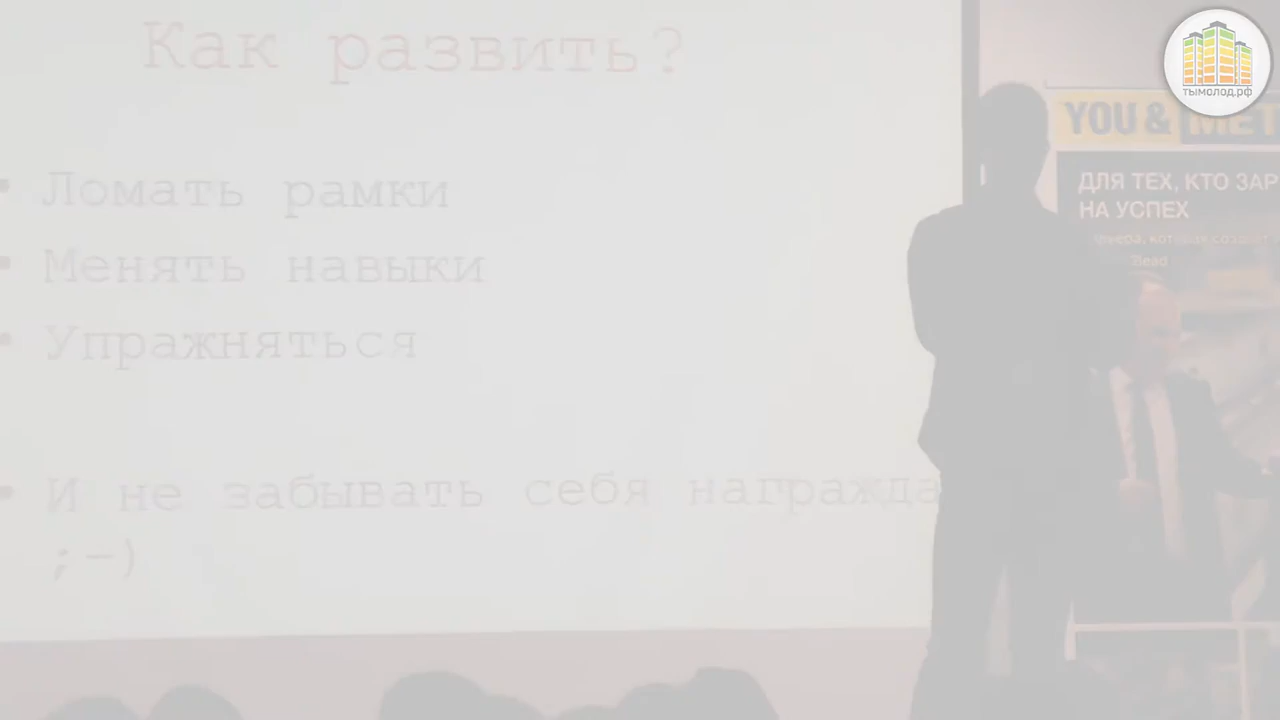 Как развить?
Ломать рамки
Менять навыки
Упражняться
И не забывать себя награжда
;-)
тымолод.рф
YOU & MET
ДЛЯ ТЕХ, КТО ЗАР
НА УСПЕХ